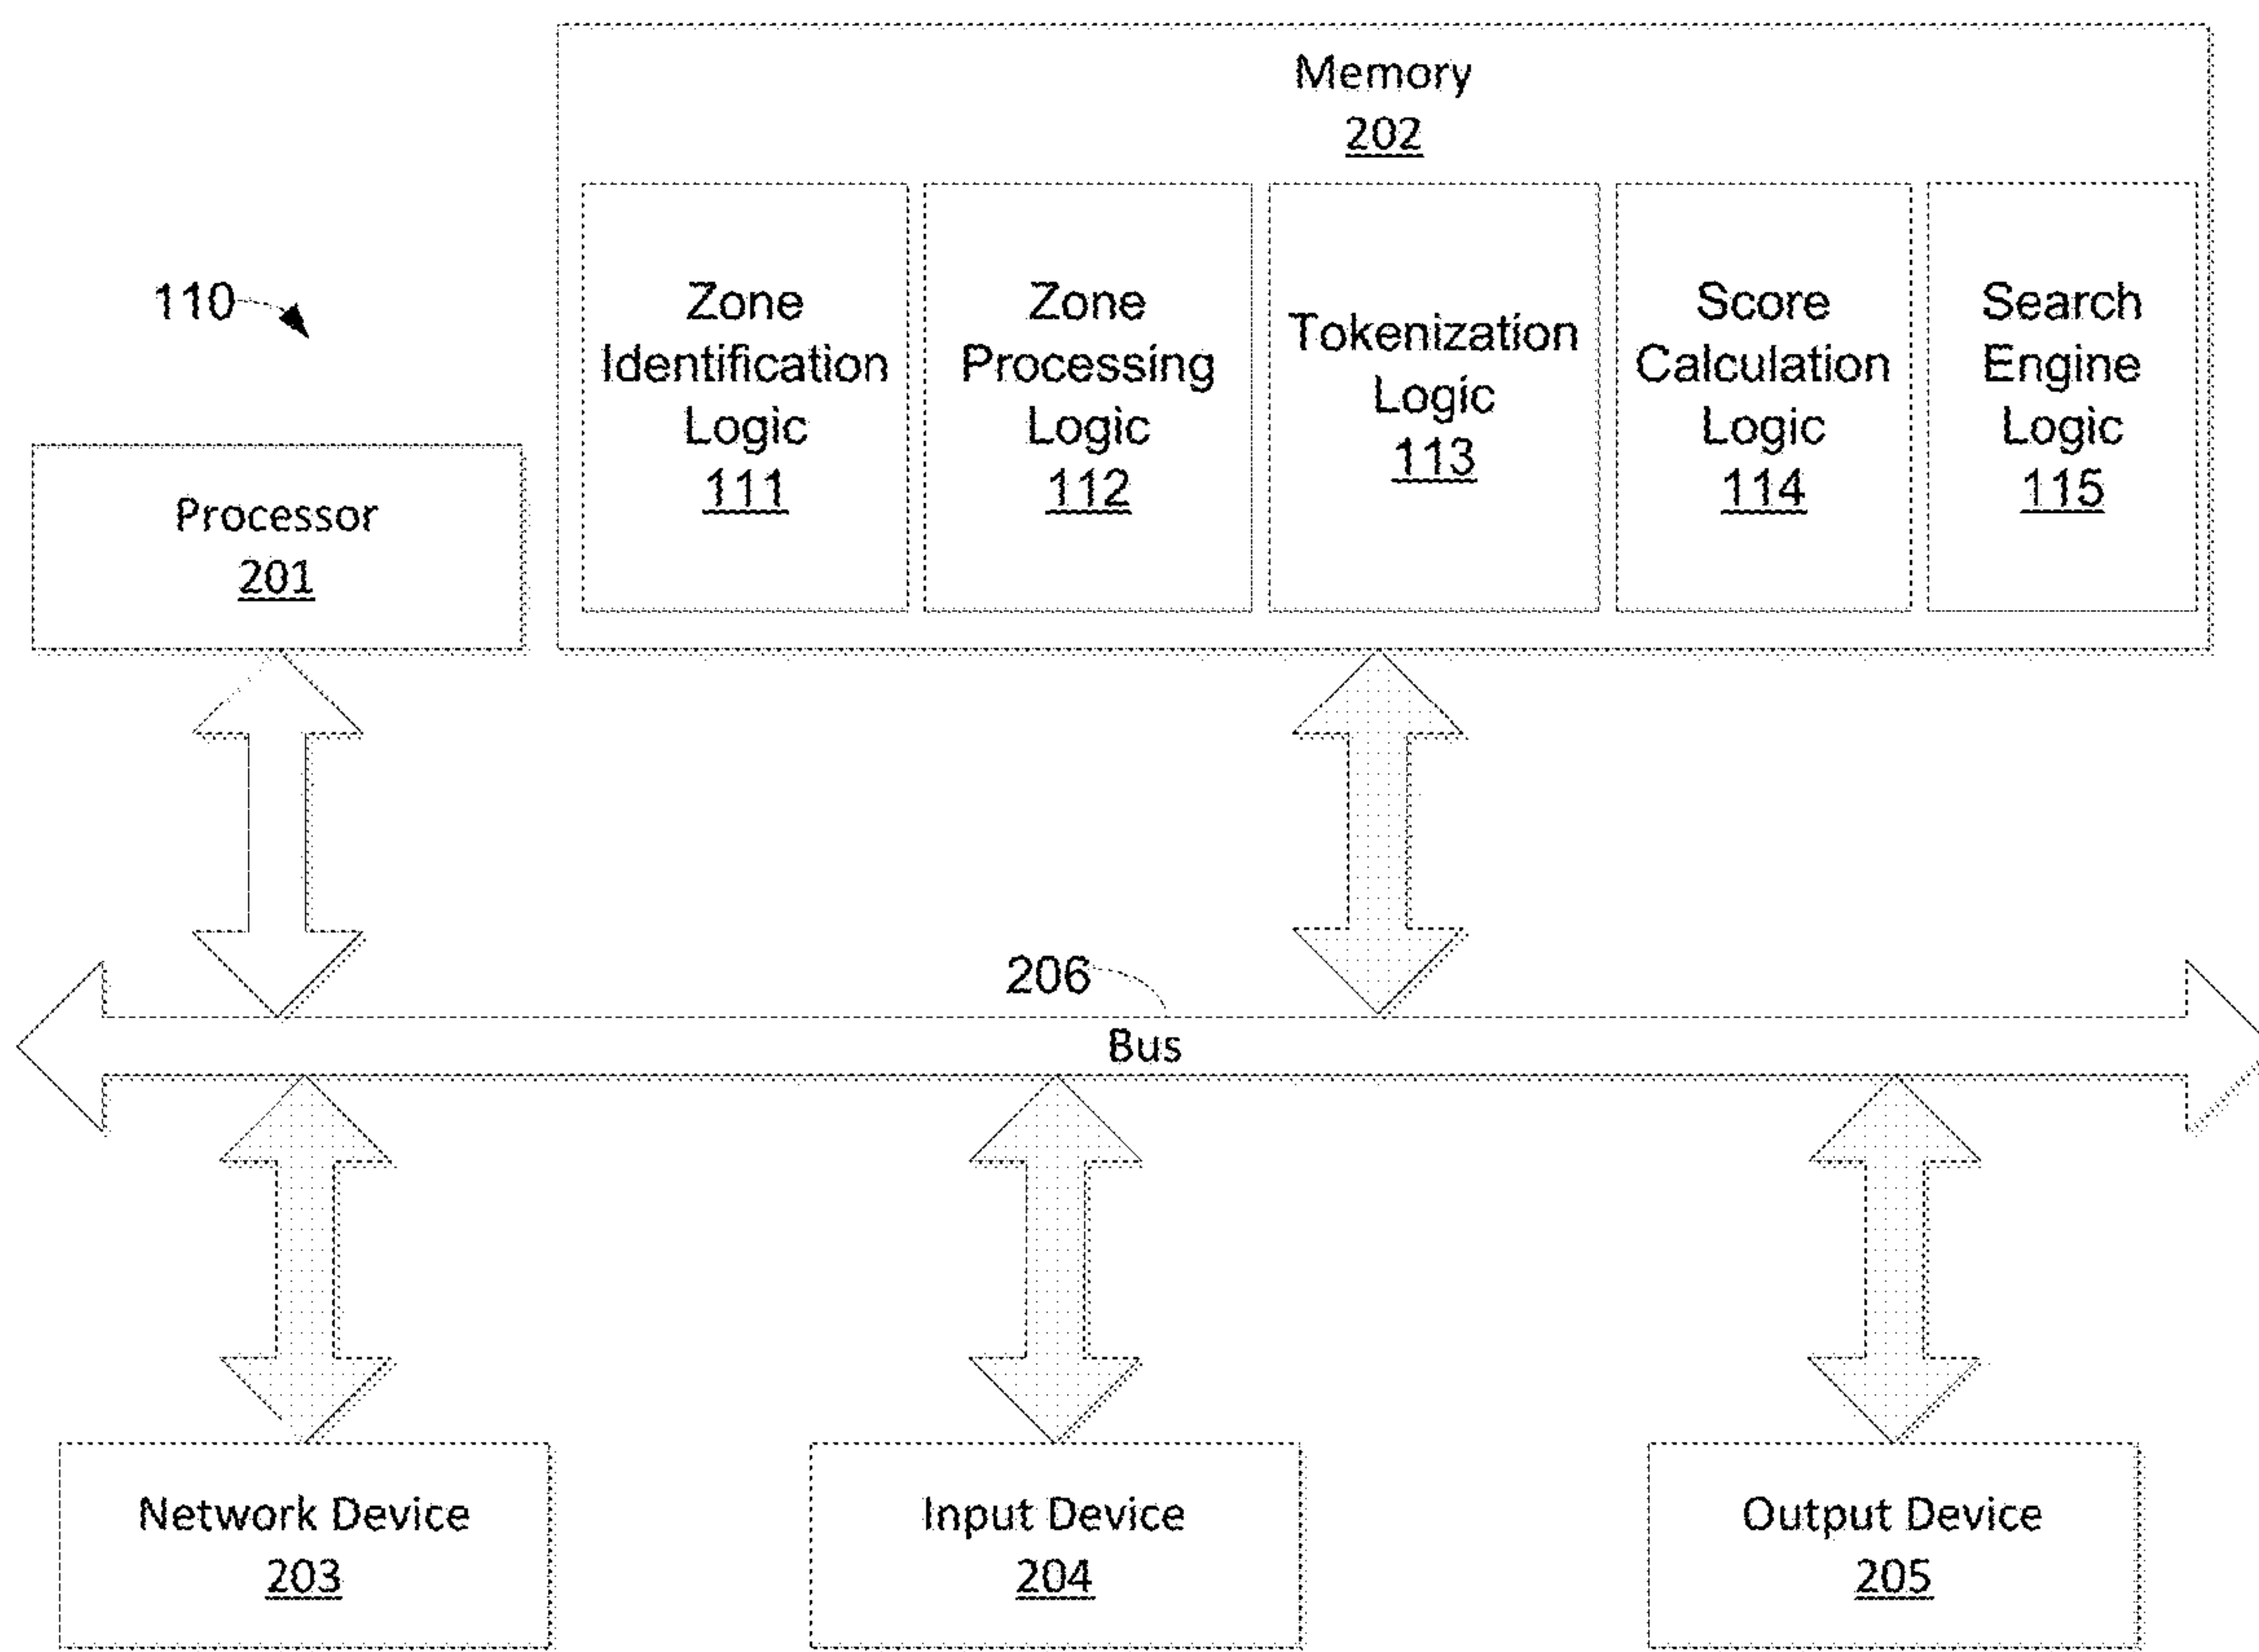 Memory
202
110
Zone
Identification
Logic
111
Zone
Processing
Logic
112
Tokenization
Logic
113
Score
Calculation
Logic
114
Search
Engine
Logic
115
Processor
201
206
Bus
Network Device
203
Input Device
204
Output Device
205